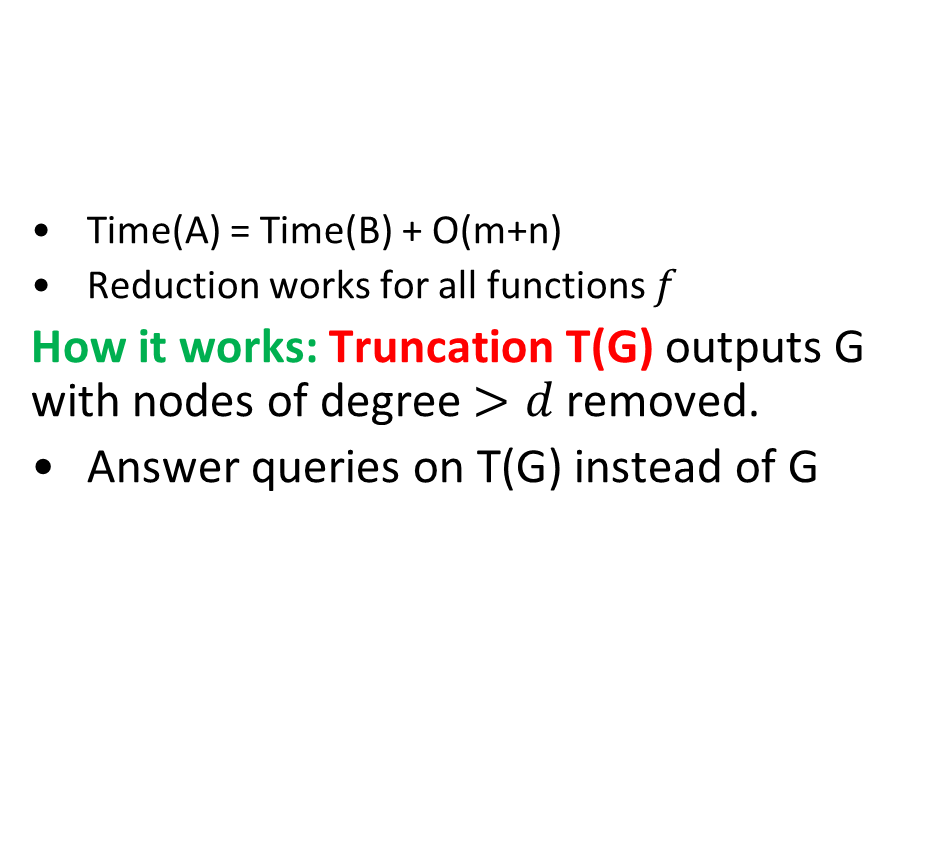 • Time(A) = Time(B) + O(m+n)
• Reduction works for all functions 𝑓
How it works: Truncation T(G) outputs G
with nodes of degree > 𝑑 removed.
• Answer queries on T(G) instead of G